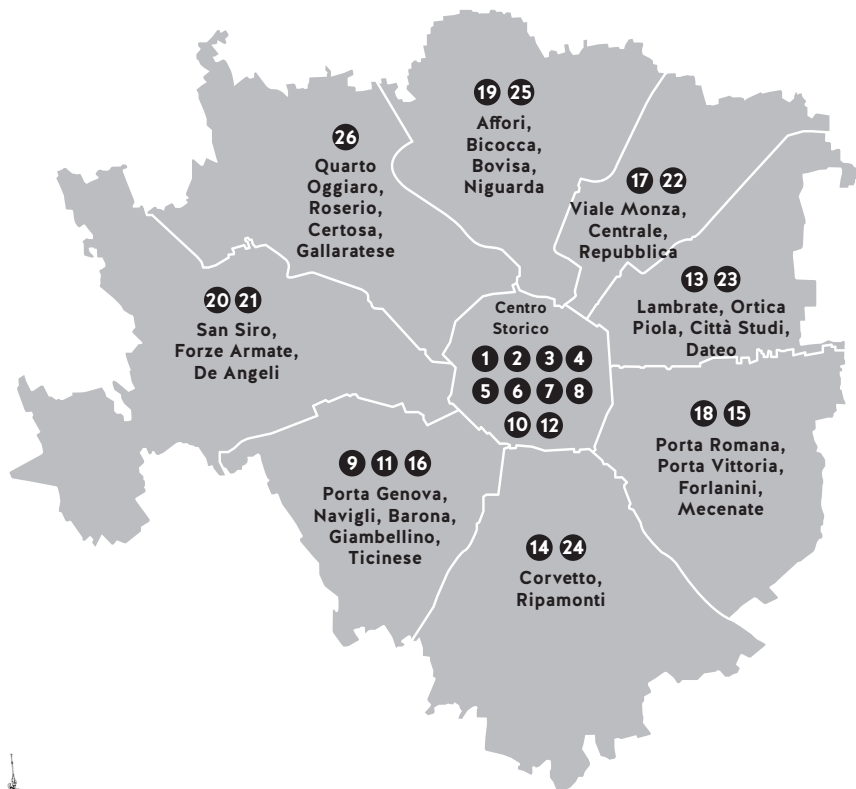 19 25
Affori,
Bicocca,
Bovisa,
Niguarda
26
Quarto
Oggiaro,
Roserio,
Certosa,
Gallaratese
17 22
Viale Monza,
Centrale,
Repubblica
13 23
Lambrate, Ortica
Piola, Città Studi,
Dateo
20 21
San Siro,
Forze Armate,
De Angeli
Centro
Storico
1 2 3 4
5 6 7 8
10 12
18 15
Porta Romana,
Porta Vittoria,
Forlanini,
Mecenate
9 11 16
Porta Genova,
Navigli, Barona,
Giambellino,
Ticinese
14 24
Corvetto,
Ripamonti